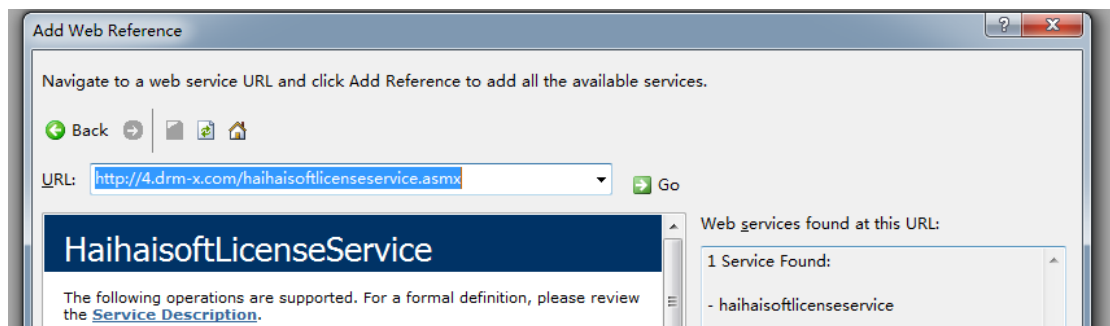 Add Web Reference
Navigate to a web service URL and click Add Reference to add all the available services.
Back
URL: http://4.drm-x.com/haihaisoftlicenseservice.asmx Go
HaihaisoftLicenseService
The following operations are supported. For a formal definition, please review
the Service Description.
Web services found at this URL:
1 Service Found:
- haihaisoftlicenseservice